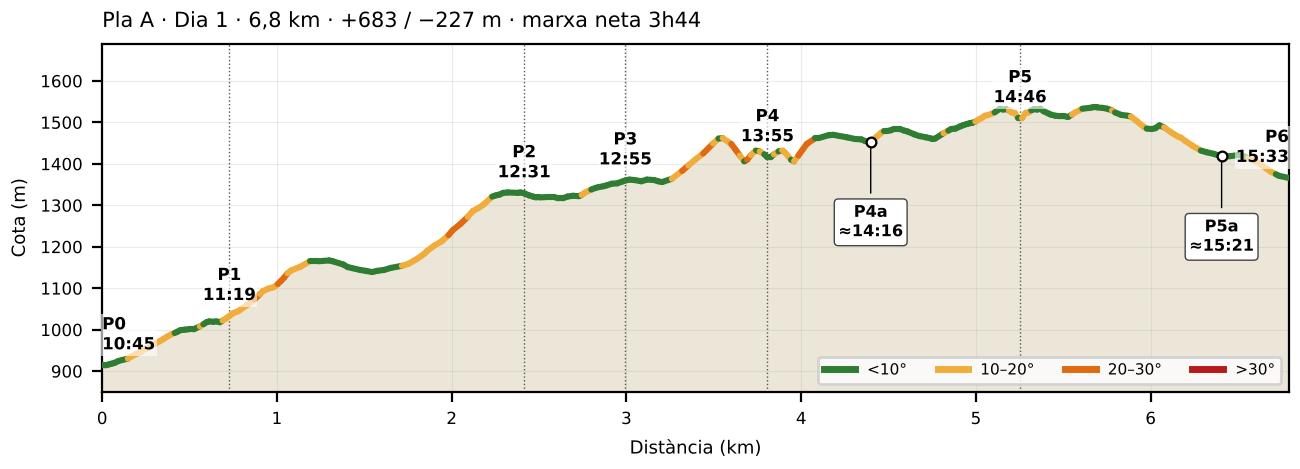 Pla A · Dia 1 · 6,8 km · +683 / −227 m · marxa neta 3h44
Cota (m)
1600
1500
1400
1300
1200
1100
1000
900
P0
10:45
P1
11:19
P2
12:31
P3
12:55
P4
13:55
P4a
≈14:16
P5
14:46
P5a
≈15:21
P6
15:33
<10°
10–20°
20–30°
>30°
0
1
2
3
4
5
6
Distància (km)